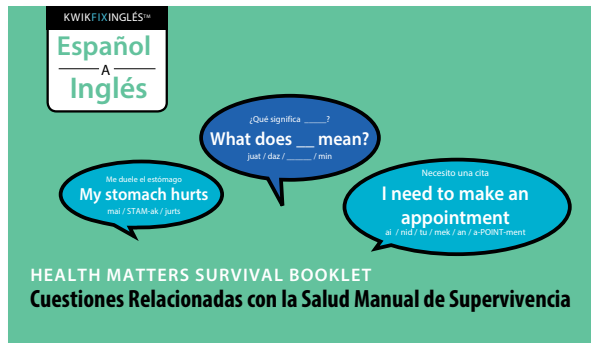 KWIKFIXINGLÉS™
Español
A
Inglés
¿Qué significa _____?
What does __ mean?
juat / daz / ______ / min
Me duele el estómago
My stomach hurts
mai / STAM-ak / jurts
Necesito una cita
I need to make an
appointment
ai / nid / tu / mek / an / a-POINT-ment
HEALTH MATTERS SURVIVAL BOOKLET
Cuestiones Relacionadas con la Salud Manual de Supervivencia